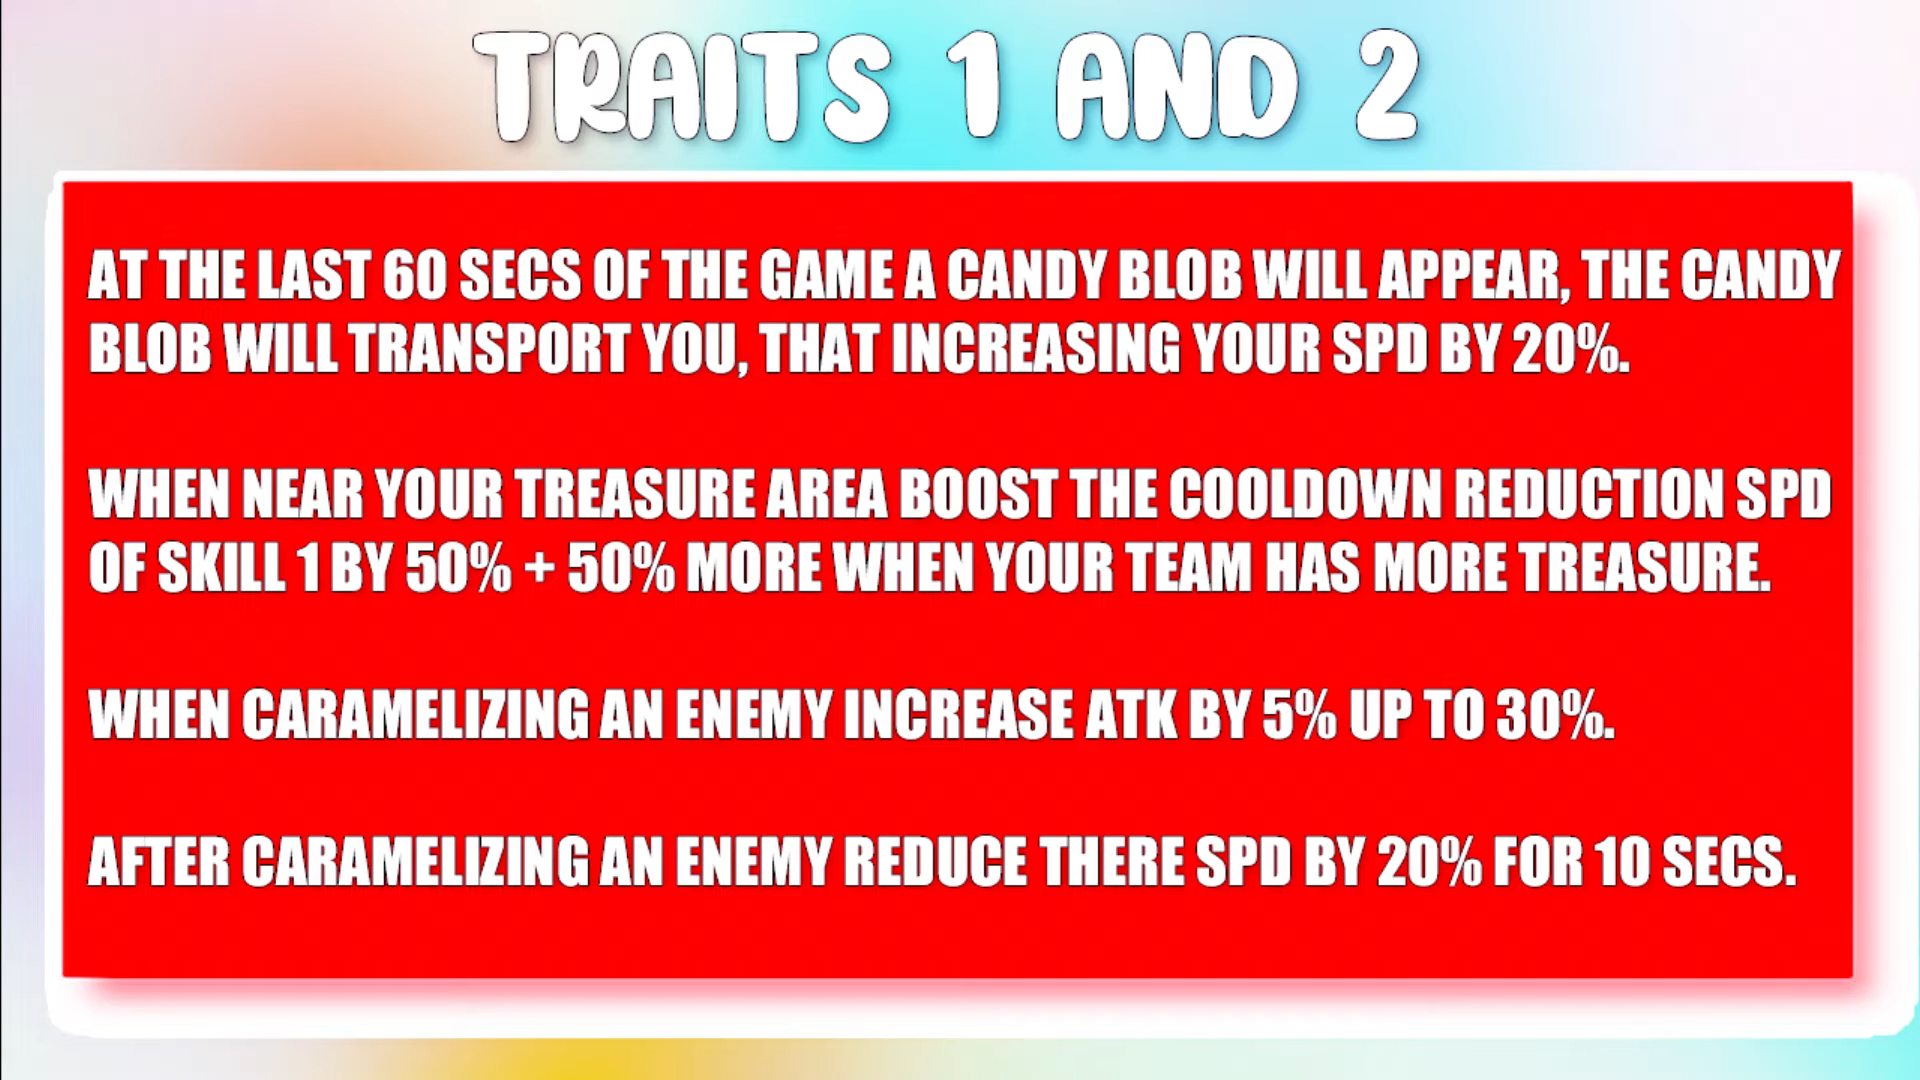 TRAITS 1 AND 2
AT THE LAST 60 SECS OF THE GAME A CANDY BLOB WILL APPEAR, THE CANDY
BLOB WILL TRANSPORT YOU, THAT INCREASING YOUR SPD BY 20%.
WHEN NEAR YOUR TREASURE AREA BOOST THE COOLDOWN REDUCTION SPD
OF SKILL 1 BY 50% + 50% MORE WHEN YOUR TEAM HAS MORE TREASURE.
WHEN CARAMELIZING AN ENEMY INCREASE ATK BY 5% UP TO 30%.
AFTER CARAMELIZING AN ENEMY REDUCE THERE SPD BY 20% FOR 10 SECS.